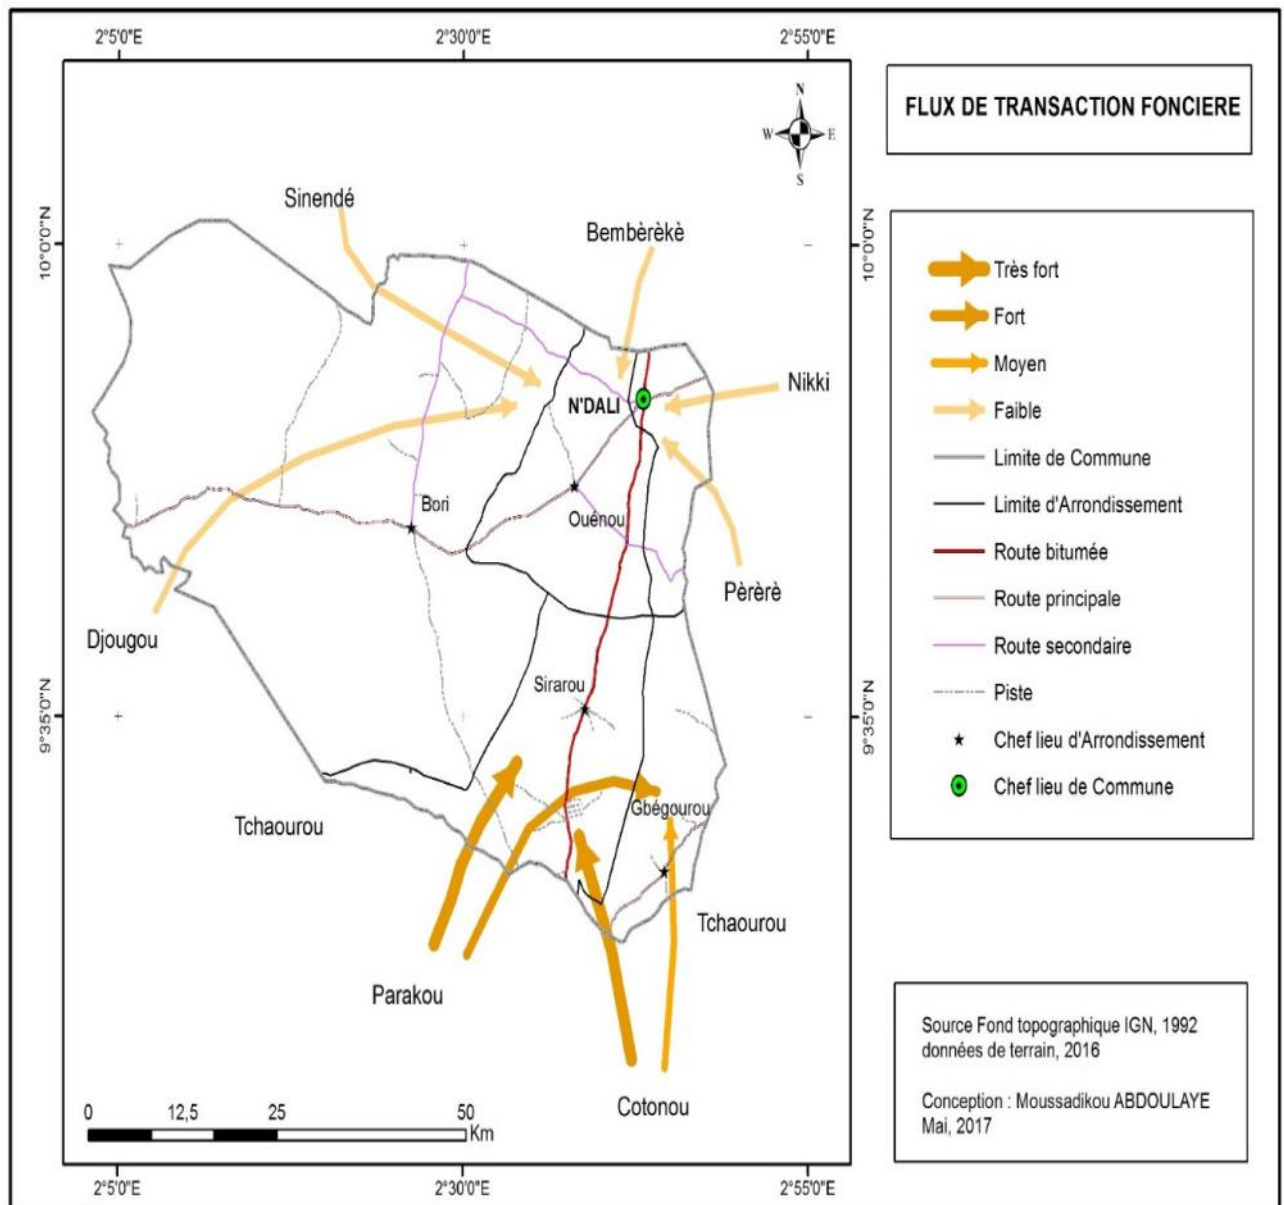 2°5'0"E
2°30'0"E
2°55'0"E
FLUX DE TRANSACTION FONCIERE
N
W
E
S
Sinendé
Bembèrèkè
10°0'0"N
10°0'0"N
Nikki
N'DALI
Bori
Ouénou
Pèrèrè
Djougou
Sirarou
9°35'0"N
9°35'0"N
Gbégourou
Tchaourou
Tchaourou
Parakou
Cotonou
0
12,5
25
50
Km
2°5'0"E
2°30'0"E
2°55'0"E
Très fort
Fort
Moyen
Faible
Limite de Commune
Limite d'Arrondissement
Route bitumée
Route principale
Route secondaire
Piste
Chef lieu d'Arrondissement
Chef lieu de Commune
Source Fond topographique IGN, 1992
données de terrain, 2016
Conception : Moussadikou ABDOULAYE
Mai, 2017